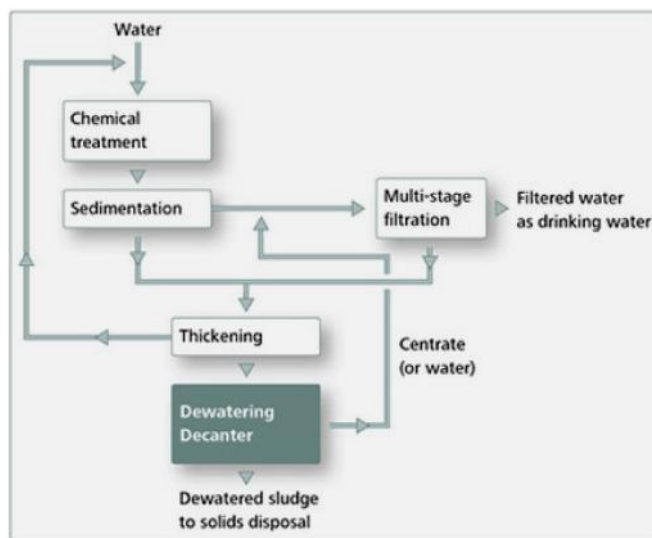 Water
Chemical
treatment
Sedimentation
Multi-stage
filtration
Filtered water
as drinking water
Thickening
Centrate
(or water)
Dewatering
Decanter
Dewatered sludge
to solids disposal